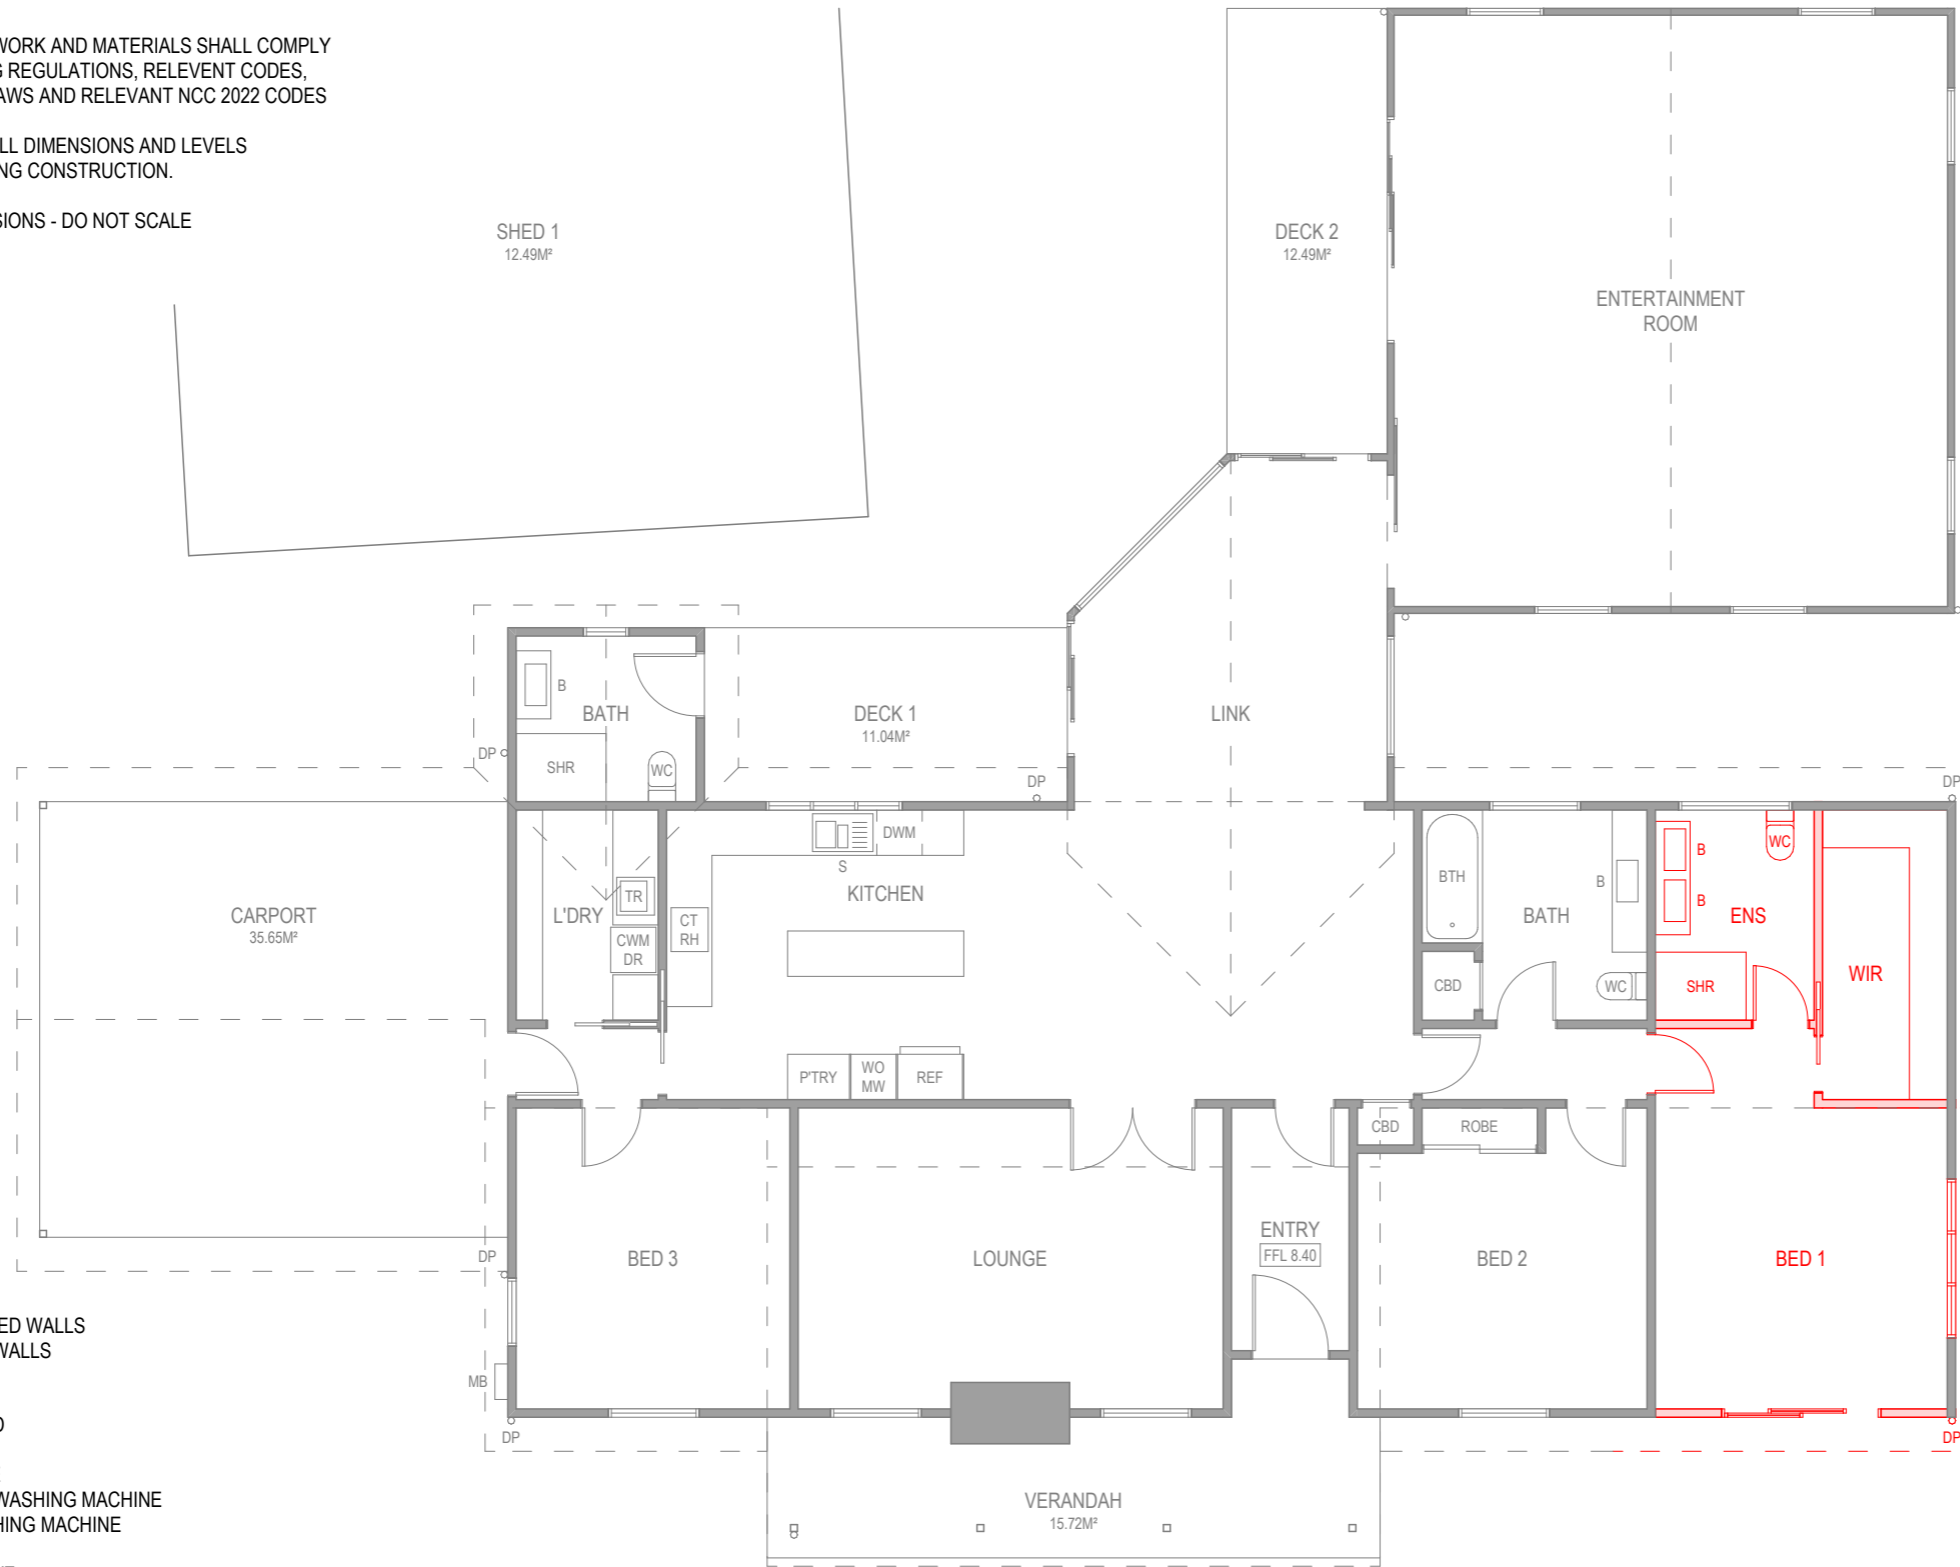 WORK AND MATERIALS SHALL COMPLY
REGULATIONS, RELEVENT CODES,
AWS AND RELEVANT NCC 2022 CODES
LL DIMENSIONS AND LEVELS
NG CONSTRUCTION.
SIONS - DO NOT SCALE
SHED 1
12.49M²
DECK 2
12.49M²
ENTERTAINMENT
ROOM
B
BATH
DP
SHR
WC
DECK 1
11.04M²
DP
LINK
DP
CARPORT
35.65M²
L'DRY
TR
CWM
DR
CT
RH
S
DWM
KITCHEN
P'TRY
WO
MW
REF
BTH
CBD
BATH
B
WC
B
B
WC
ENS
SHR
WIR
CBD
ROBE
DP
BED 3
LOUNGE
ENTRY
FFL 8.40
BED 2
BED 1
ED WALLS
WALLS
MB
DP
DP
D
WASHING MACHINE
HING MACHINE
VERANDAH
15.72M²